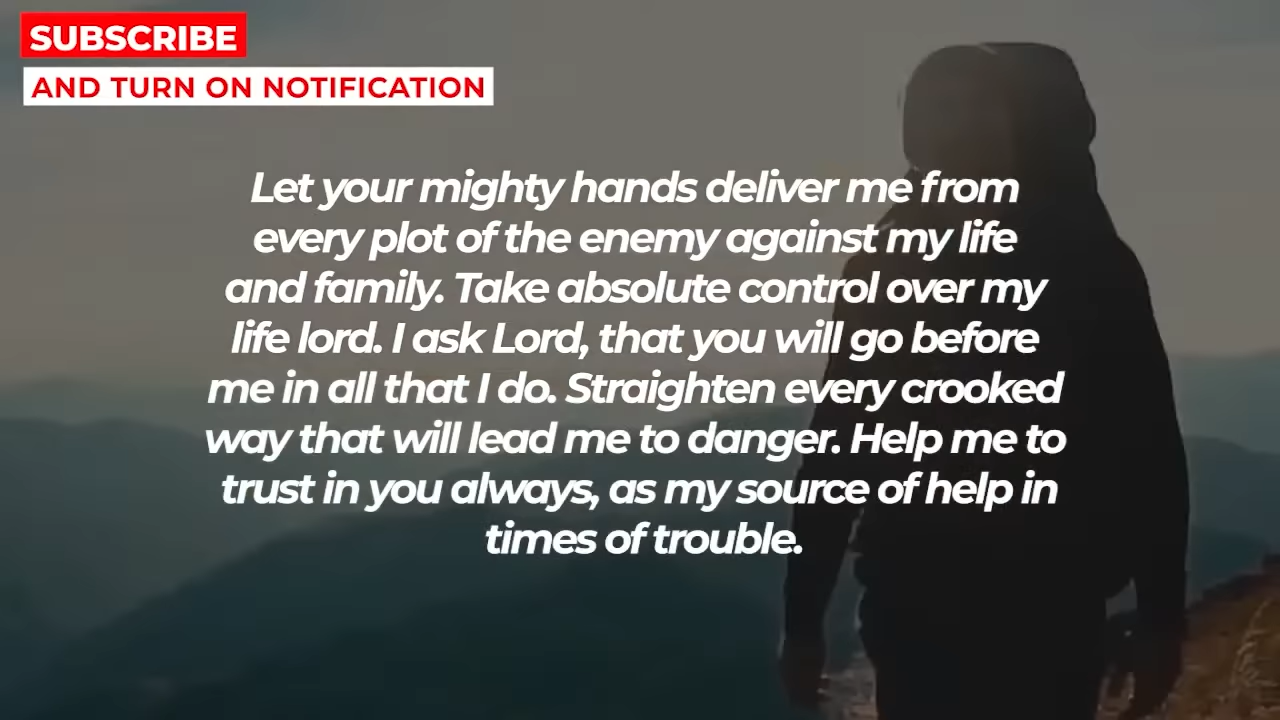 SUBSCRIBE
AND TURN ON NOTIFICATION
Let your mighty hands deliver me from
every plot of the enemy against my life
and family. Take absolute control over my
life lord. I ask Lord, that you will go before
me in all that I do. Straighten every crooked
way that will lead me to danger. Help me to
trust in you always, as my source of help in
times of trouble.